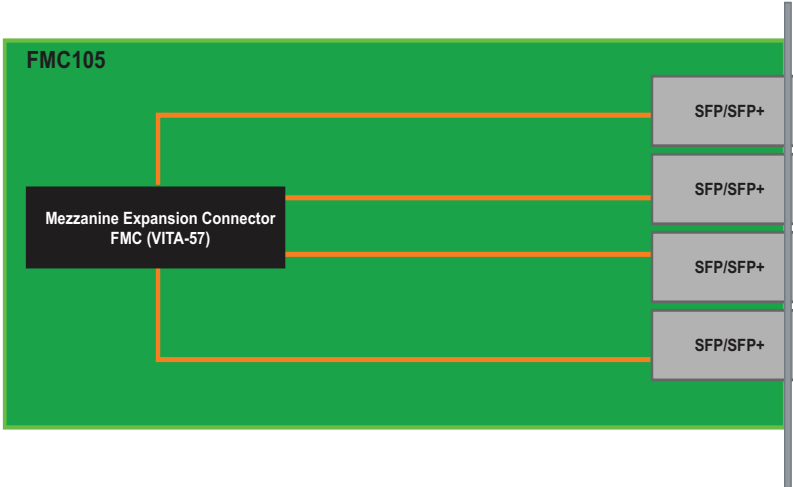 FMC105
SFP/SFP+
SFP/SFP+
Mezzanine Expansion Connector
FMC (VITA-57)
SFP/SFP+
SFP/SFP+